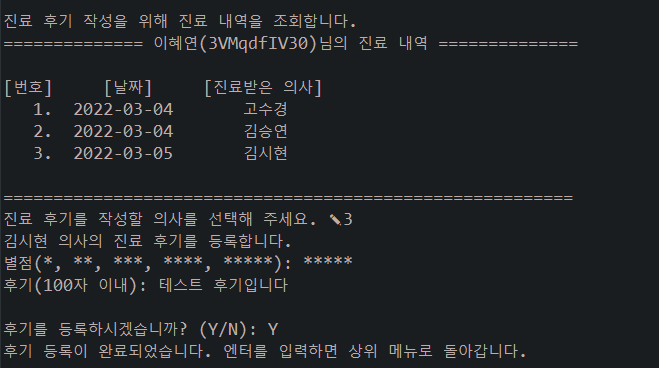 진료 후기 작성을 위해 진료 내역을 조회합니다.
============== 이혜연(3VMqdfIV30)님의 진료 내역 ==============
[번호] [날짜] [진료받은 의사]
1. 2022-03-04 고수경
2. 2022-03-04 김승연
3. 2022-03-05 김시현
=========================================================
진료 후기를 작성할 의사를 선택해 주세요. ✎3
김시현 의사의 진료 후기를 등록합니다.
별점(*, **, ***, ****, *****): *****
후기(100자 이내): 테스트 후기입니다
후기를 등록하시겠습니까? (Y/N): Y
후기 등록이 완료되었습니다. 엔터를 입력하면 상위 메뉴로 돌아갑니다.